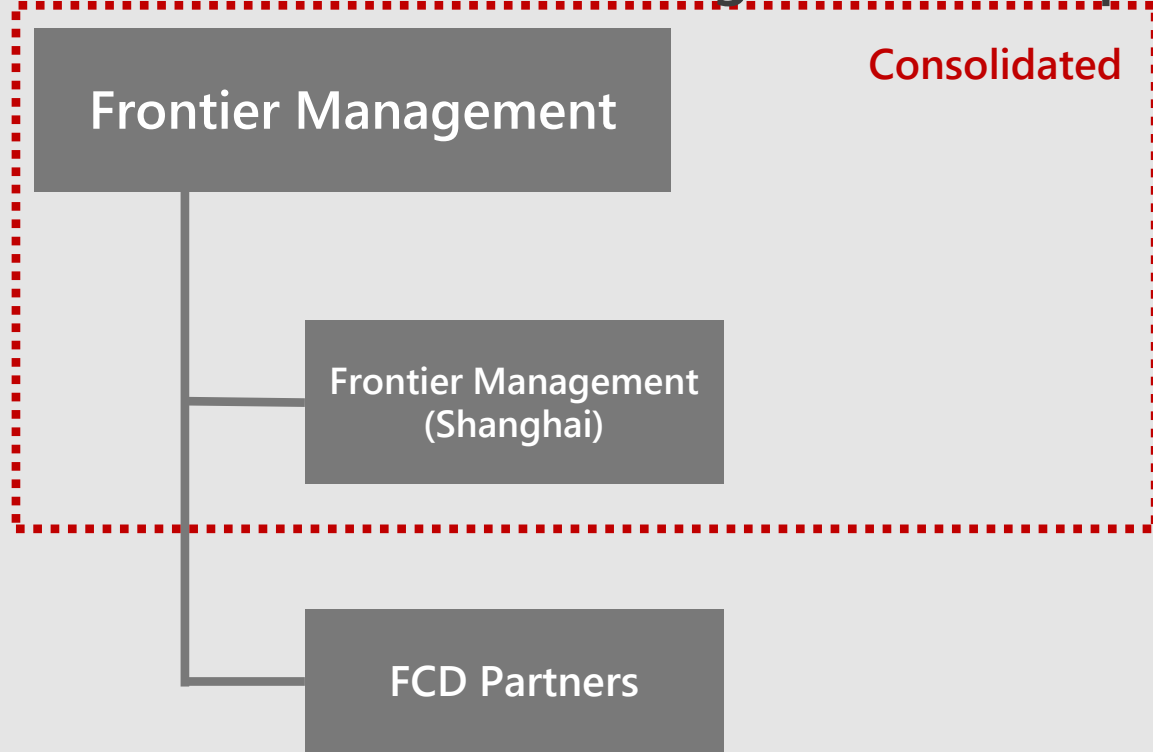 Consolidated
Frontier Management
Frontier Management
(Shanghai)
FCD Partners